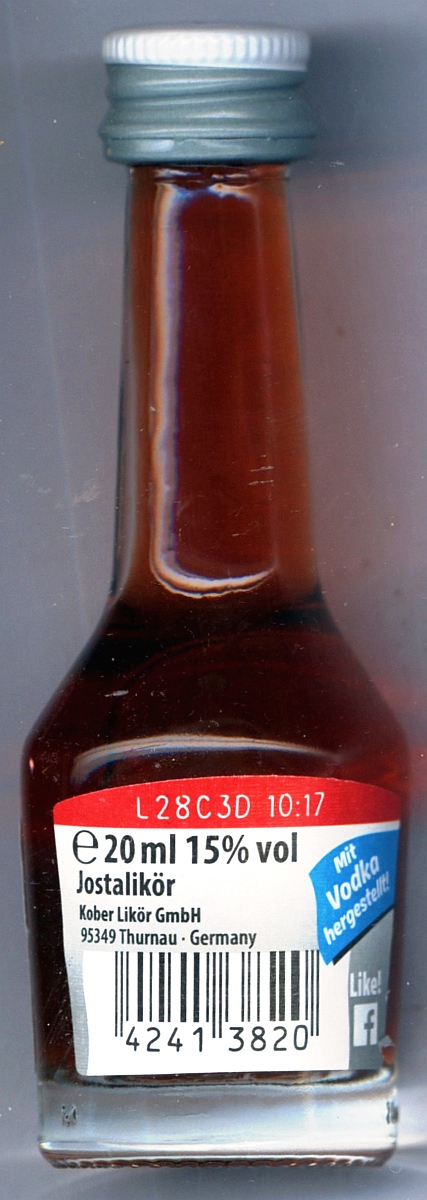 L28C3D 10:17
℮ 20 ml 15% vol
Jostalikör
Kober Likör GmbH
95349 Thurnau · Germany
Mit
Vodka
hergestellt!
Like!
f
4241 3820